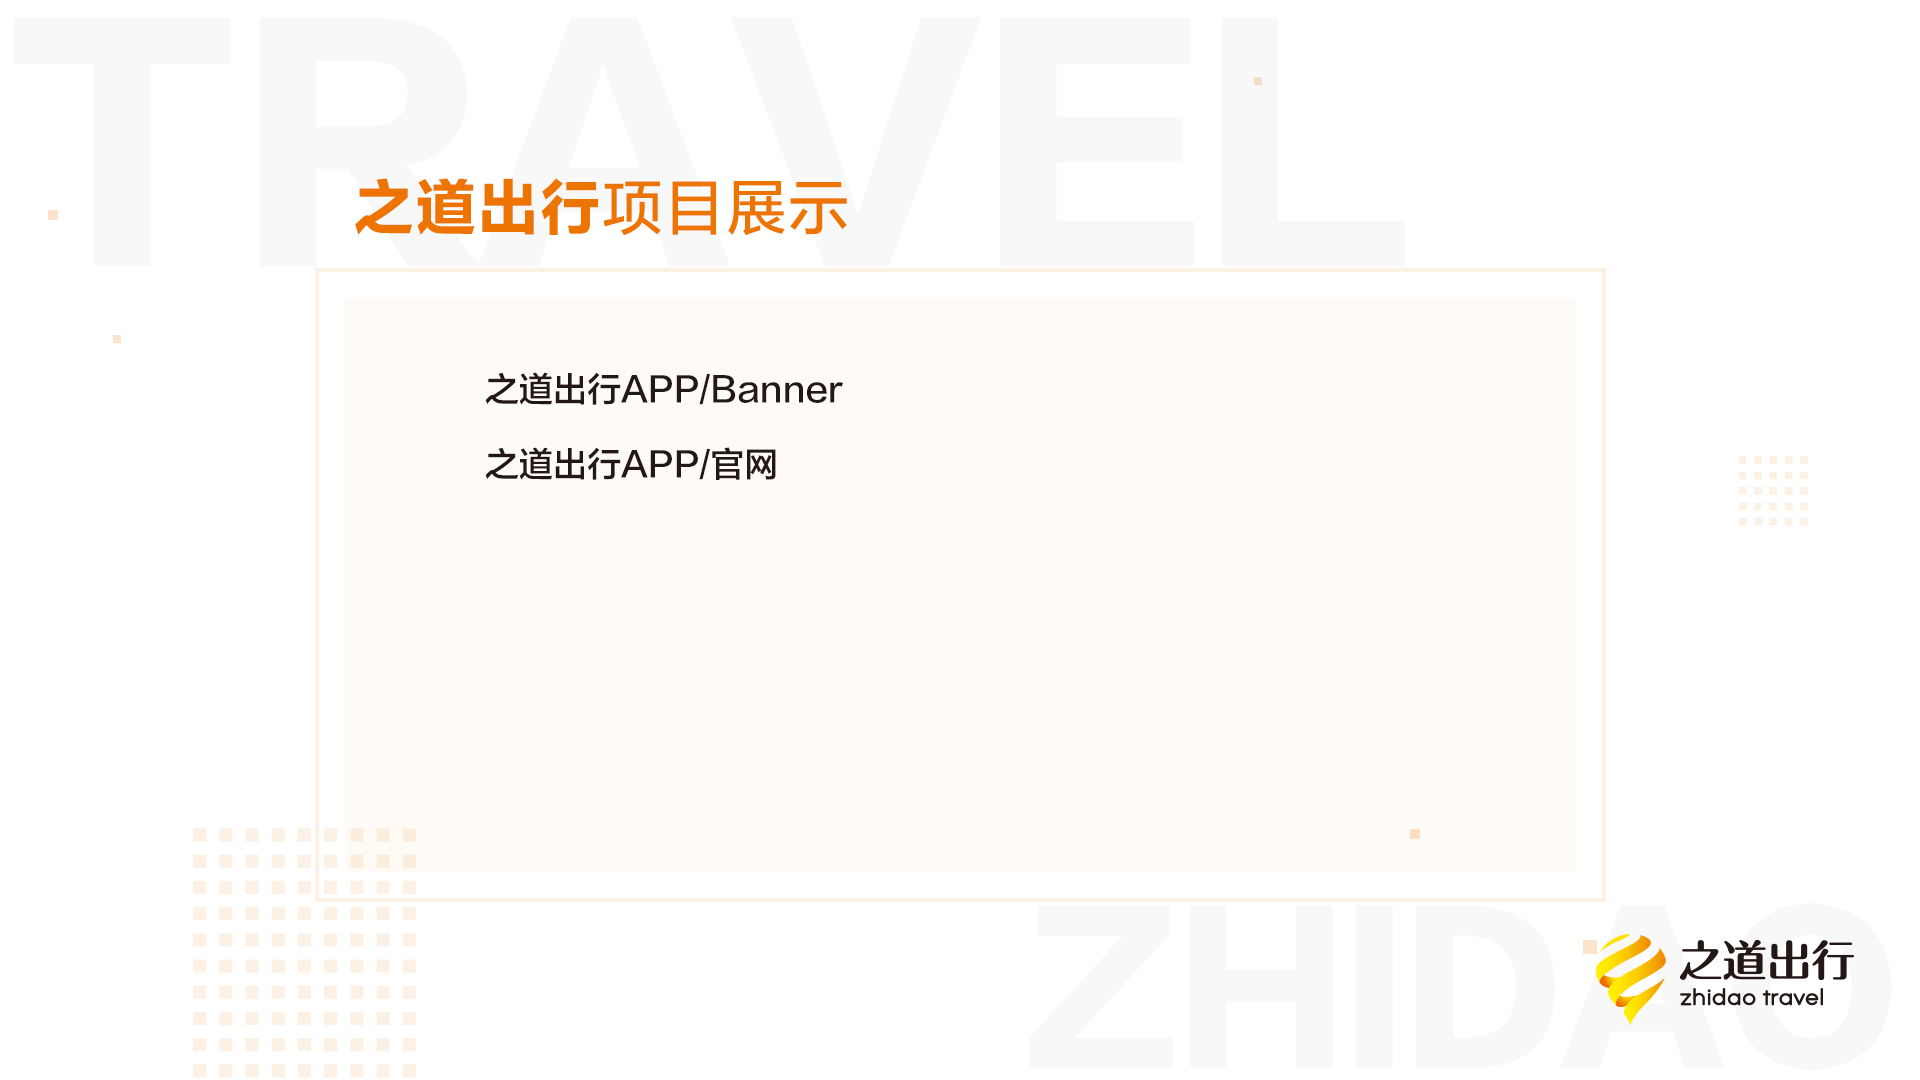 TRAVEL
之道出行项目展示
之道出行APP/Banner
之道出行APP/官网
ZHIDAO
之道出行
zhidao travel